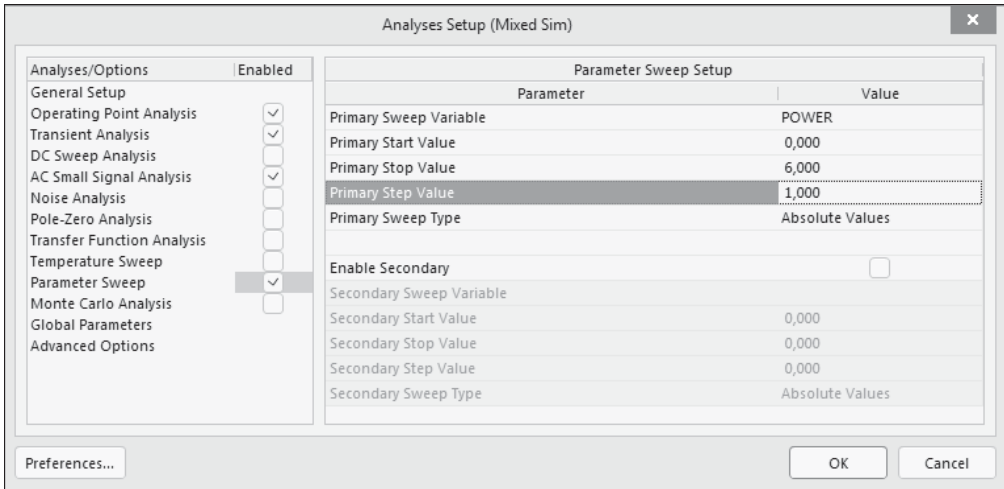 Analyses Setup (Mixed Sim)
Analyses/Options Enabled
General Setup
Operating Point Analysis
Transient Analysis
DC Sweep Analysis
AC Small Signal Analysis
Noise Analysis
Pole-Zero Analysis
Transfer Function Analysis
Temperature Sweep
Parameter Sweep
Monte Carlo Analysis
Global Parameters
Advanced Options
Parameter Sweep Setup
Parameter Value
Primary Sweep Variable POWER
Primary Start Value 0,000
Primary Stop Value 6,000
Primary Step Value 1,000
Primary Sweep Type Absolute Values
Enable Secondary
Secondary Sweep Variable
Secondary Start Value 0,000
Secondary Stop Value 0,000
Secondary Step Value 0,000
Secondary Sweep Type Absolute Values
Preferences... OK Cancel